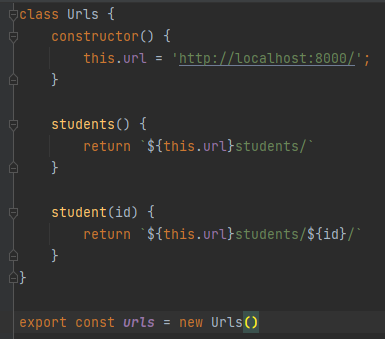 class Urls {
    constructor() {
        this.url = 'http://localhost:8000/';
    }

    students() {
        return `${this.url}students/`
    }

    student(id) {
        return `${this.url}students/${id}/`
    }
}

export const urls = new Urls()